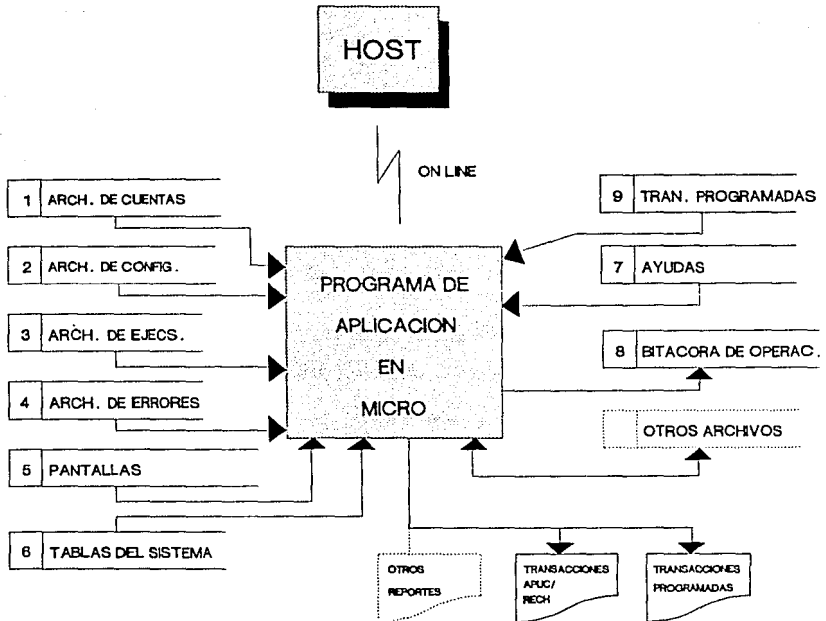 HOST
ON LINE
1 ARCH. DE CUENTAS
2 ARCH. DE CONFIG.
3 ARCH. DE EJECS.
4 ARCH. DE ERRORES
5 PANTALLAS
6 TABLAS DEL SISTEMA
PROGRAMA DE
APLICACION
EN
MICRO
9 TRAN. PROGRAMADAS
7 AYUDAS
8 BITACORA DE OPERAC.
OTROS ARCHIVOS
OTROS
REPORTES
TRANSACCIONES
APLIC/
RECH
TRANSACCIONES
PROGRAMADAS